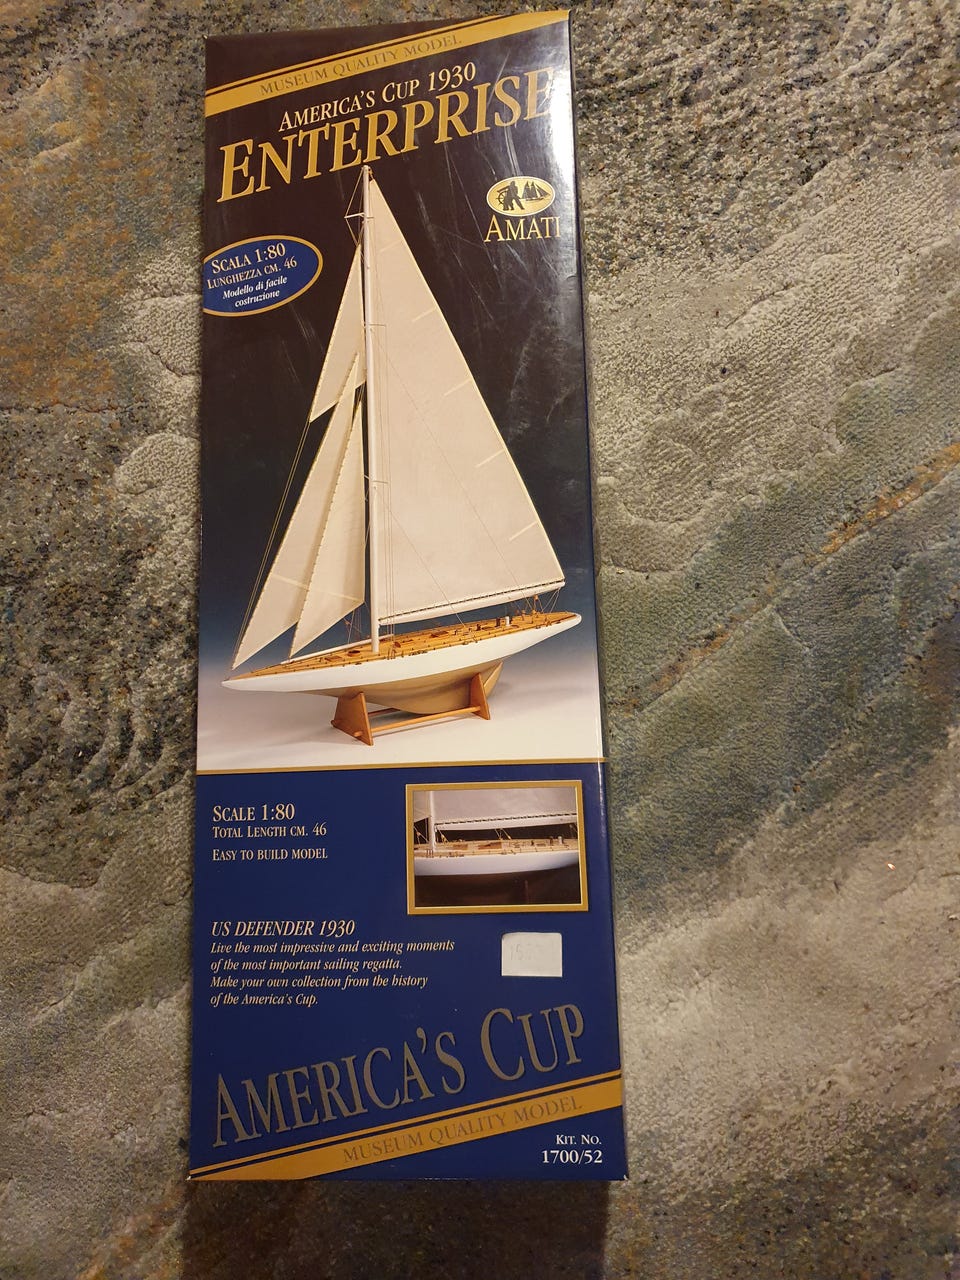 MUSEUM QUALITY MODEL
AMERICA'S CUP 1930
ENTERPRISE
AMATI
SCALA 1:80
LUNGHEZZA CM. 46
Modello di facile
costruzione
SCALE 1:80
TOTAL LENGTH CM. 46
EASY TO BUILD MODEL
US DEFENDER 1930
Live the most impressive and exciting moments
of the most important sailing regatta.
Make your own collection from the history
of the America's Cup.
AMERICA'S CUP
MUSEUM QUALITY MODEL
KIT. NO.
1700/52